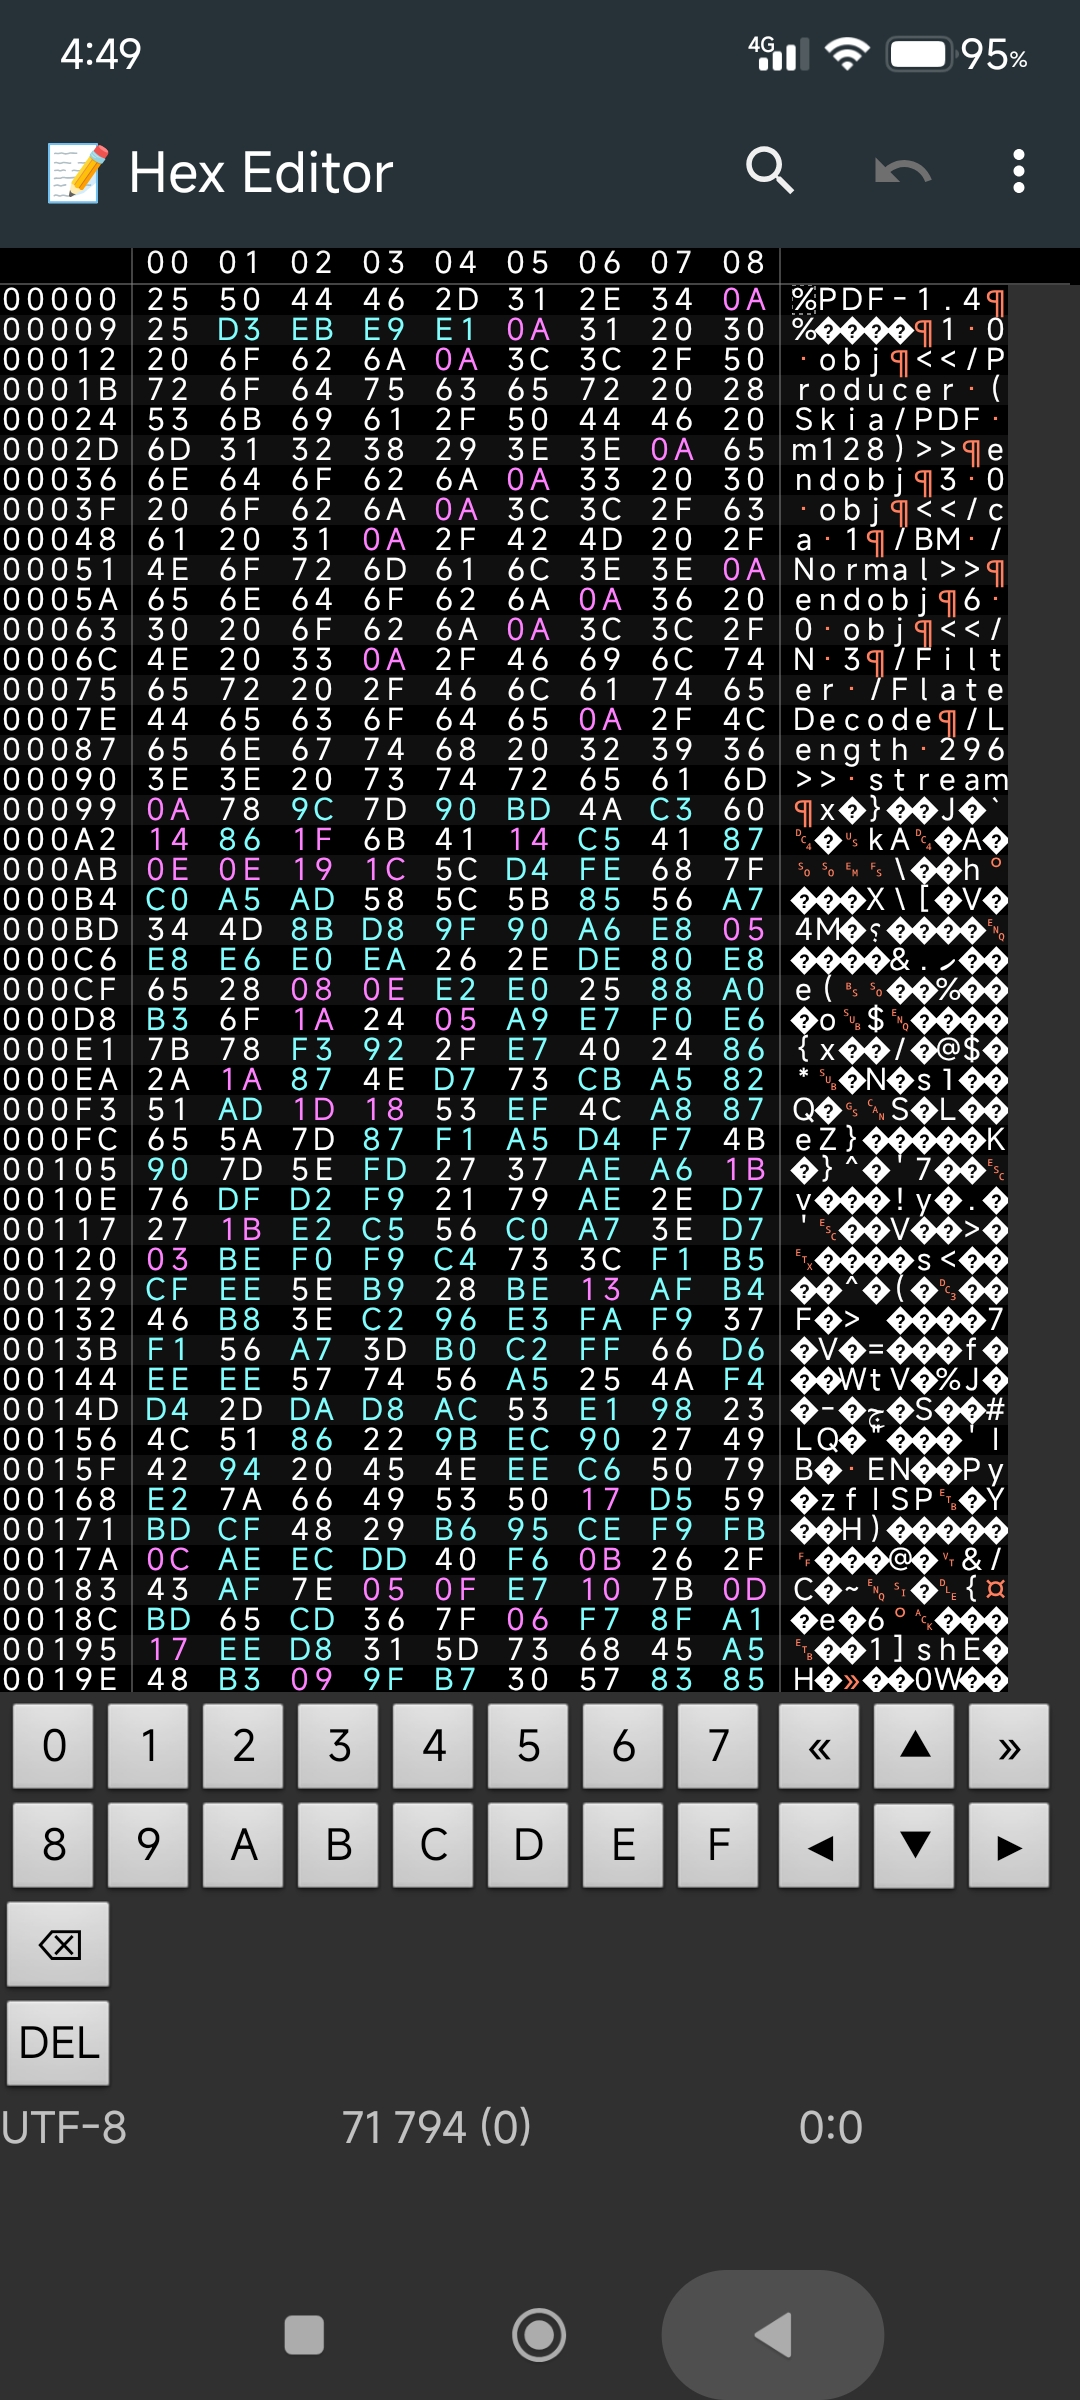 4:49 4G 95%
Hex Editor
00 01 02 03 04 05 06 07 08
00000 25 50 44 46 2D 31 2E 34 0A %PDF-1.4¶
00009 25 D3 EB E9 E1 0A 31 20 30 %����¶1·0
00012 20 6F 62 6A 0A 3C 3C 2F 50 ·obj¶<</P
0001B 72 6F 64 75 63 65 72 20 28 roducer·(
00024 53 6B 69 61 2F 50 44 46 20 Skia/PDF·
0002D 6D 31 32 38 29 3E 3E 0A 65 m128)>>¶e
00036 6E 64 6F 62 6A 0A 33 20 30 ndobj¶3·0
0003F 20 6F 62 6A 0A 3C 3C 2F 63 ·obj¶<</c
00048 61 20 31 0A 2F 42 4D 20 2F a·1¶/BM·/
00051 4E 6F 72 6D 61 6C 3E 3E 0A Normal>>¶
0005A 65 6E 64 6F 62 6A 0A 36 20 endobj¶6·
00063 30 20 6F 62 6A 0A 3C 3C 2F 0·obj¶<</
0006C 4E 20 33 0A 2F 46 69 6C 74 N·3¶/Filt
00075 65 72 20 2F 46 6C 61 74 65 er·/Flate
0007E 44 65 63 6F 64 65 0A 2F 4C Decode¶/L
00087 65 6E 67 74 68 20 32 39 36 ength·296
00090 3E 3E 20 73 74 72 65 61 6D >>·stream
00099 0A 78 9C 7D 90 BD 4A C3 60 ¶x�}��J�`
000A2 14 86 1F 6B 41 14 C5 41 87 �kA�A�
000AB 0E 0E 19 1C 5C D4 FE 68 7F \��h°
000B4 C0 A5 AD 58 5C 5B 85 56 A7 ���X\[�V�
000BD 34 4D 8B D8 9F 90 A6 E8 05 4M�؟����
000C6 E8 E6 E0 EA 26 2E DE 80 E8 ����&.ހ�
000CF 65 28 08 0E E2 E0 25 88 A0 e(��%��
000D8 B3 6F 1A 24 05 A9 E7 F0 E6 �o$����
000E1 7B 78 F3 92 2F E7 40 24 86 {x��/�@$�
000EA 2A 1A 87 4E D7 73 CB A5 82 *�N�s˥�
000F3 51 AD 1D 18 53 EF 4C A8 87 Q�S�L��
000FC 65 5A 7D 87 F1 A5 D4 F7 4B eZ}�����K
00105 90 7D 5E FD 27 37 AE A6 1B �}^�'7��
0010E 76 DF D2 F9 21 79 AE 2E D7 v���!y�.�
00117 27 1B E2 C5 56 C0 A7 3E D7 '��V��>�
00120 03 BE F0 F9 C4 73 3C F1 B5 ����s<��
00129 CF EE 5E B9 28 BE 13 AF B4 ��^�(���
00132 46 B8 3E C2 96 E3 FA F9 37 F�> ���7
0013B F1 56 A7 3D B0 C2 FF 66 D6 �V�=���f�
00144 EE EE 57 74 56 A5 25 4A F4 ��WtV�%J�
0014D D4 2D DA D8 AC 53 E1 98 23 �-�ج�S��#
00156 4C 51 86 22 9B EC 90 27 49 LQ�"���'I
0015F 42 94 20 45 4E EE C6 50 79 B�·EN��Py
00168 E2 7A 66 49 53 50 17 D5 59 �zfISP�Y
00171 BD CF 48 29 B6 95 CE F9 FB ��H)�����
0017A 0C AE EC DD 40 F6 0B 26 2F ���@�&/
00183 43 AF 7E 05 0F E7 10 7B 0D C�~�{¤
0018C BD 65 CD 36 7F 06 F7 8F A1 �e�6°���
00195 17 EE D8 31 5D 73 68 45 A5 ��1]shE�
0019E 48 B3 09 9F B7 30 57 83 85 H�»��0W��
0 1 2 3 4 5 6 7 « ▲ »
8 9 A B C D E F ◀ ▼ ▶
DEL
UTF-8 71 794 (0) 0:0